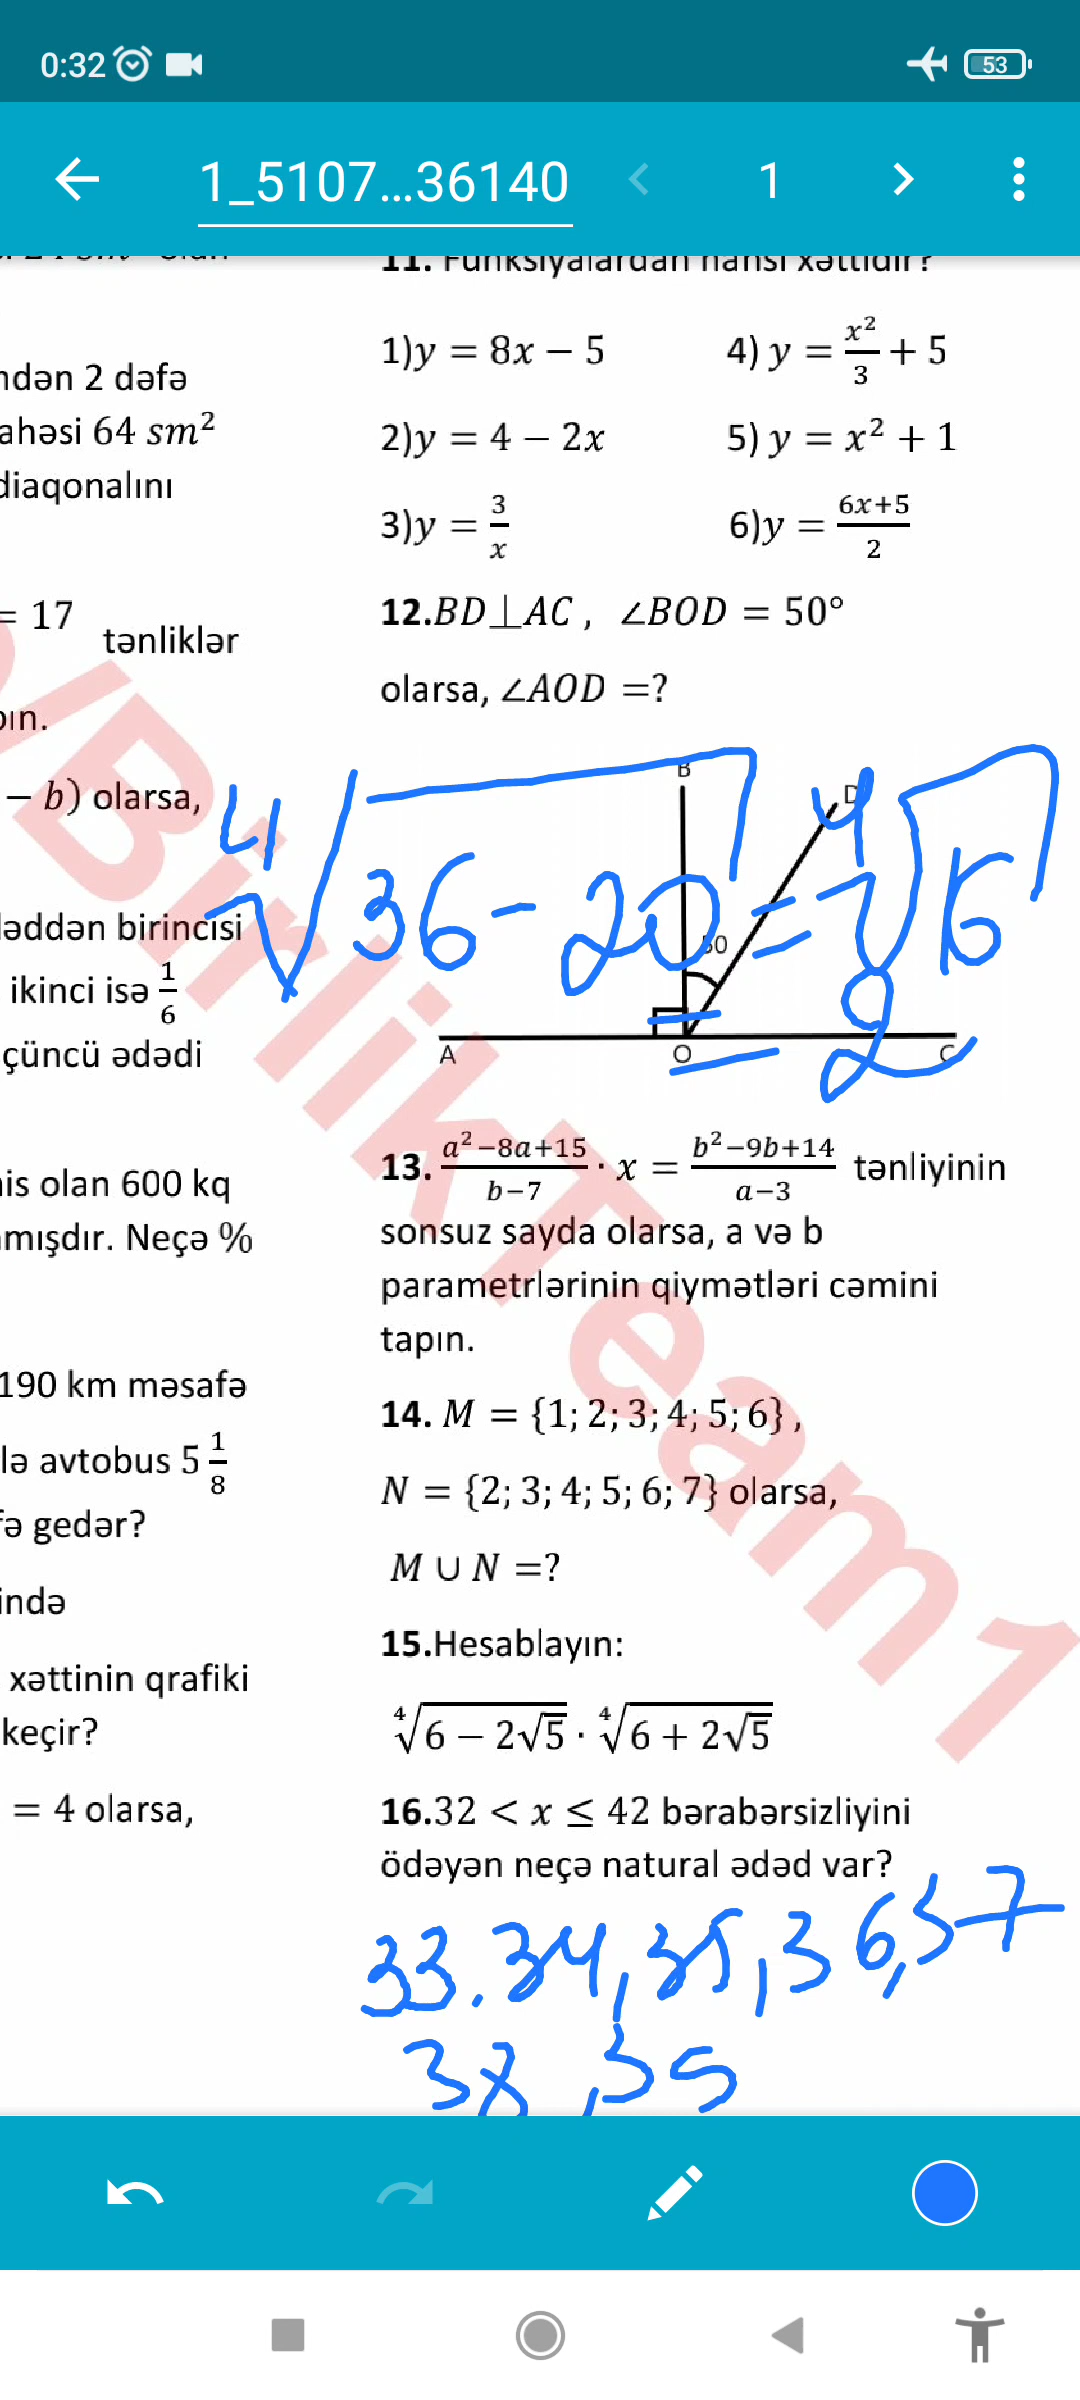 0:32 53
1_5107...36140 1
11. Funksiyalardan hansı xəttidir?
1)y = 8x − 5 4) y = x²/3 + 5
2)y = 4 − 2x 5) y = x² + 1
3)y = 3/x 6)y = (6x+5)/2
12.BD⊥AC , ∠BOD = 50°
olarsa, ∠AOD =?
B
D
50
A O C
⁴√36 - 20 = ⁴√16
= 2
13. (a²−8a+15)/(b−7) · x = (b²−9b+14)/(a−3) tənliyinin
sonsuz sayda olarsa, a və b
parametrlərinin qiymətləri cəmini
tapın.
14. M = {1; 2; 3; 4; 5; 6} ,
N = {2; 3; 4; 5; 6; 7} olarsa,
M ∪ N =?
15.Hesablayın:
⁴√(6 − 2√5) · ⁴√(6 + 2√5)
16.32 < x ≤ 42 bərabərsizliyini
ödəyən neçə natural ədəd var?
33. 34, 35, 36, 37
38, 3
ndən 2 dəfə
ahəsi 64 sm²
diaqonalını
= 17
tənliklər
ın.
− b) olarsa,
əddən birincisi
ikinci isə 1/6
çüncü ədədi
is olan 600 kq
mışdır. Neçə %
190 km məsafə
lə avtobus 5 1/8
ə gedər?
ində
xəttinin qrafiki
keçir?
= 4 olarsa,
/BirlikTeam1